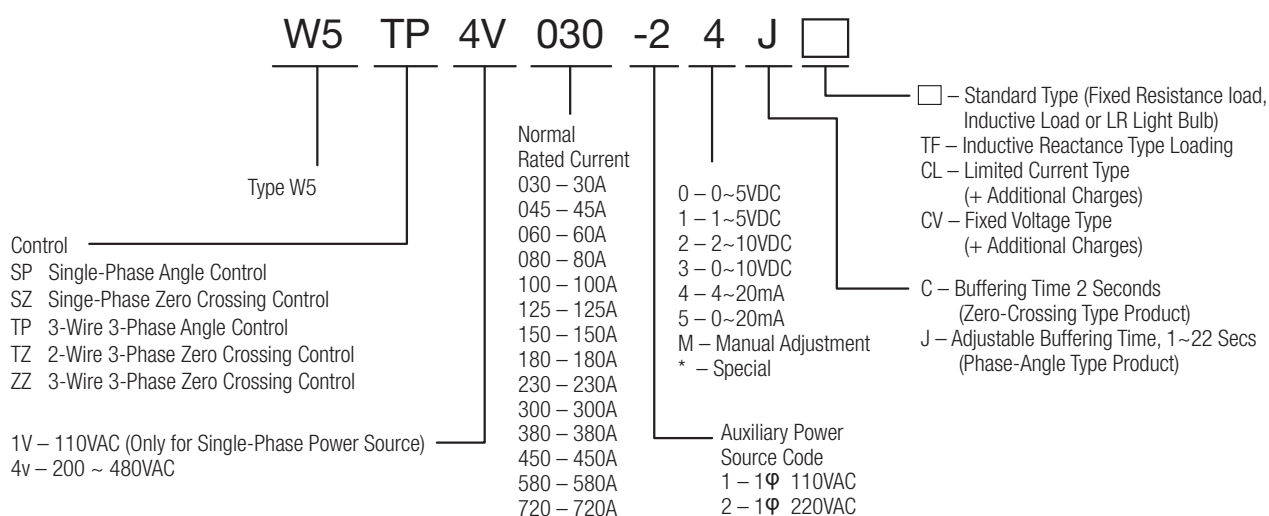 W5 TP 4V 030 -2 4 J □
□ – Standard Type (Fixed Resistance load,
Inductive Load or LR Light Bulb)
TF – Inductive Reactance Type Loading
CL – Limited Current Type
(+ Additional Charges)
CV – Fixed Voltage Type
(+ Additional Charges)
C – Buffering Time 2 Seconds
(Zero-Crossing Type Product)
J – Adjustable Buffering Time, 1~22 Secs
(Phase-Angle Type Product)
0 – 0~5VDC
1 – 1~5VDC
2 – 2~10VDC
3 – 0~10VDC
4 – 4~20mA
5 – 0~20mA
M – Manual Adjustment
* – Special
Auxiliary Power
Source Code
1 – 1φ 110VAC
2 – 1φ 220VAC
Normal
Rated Current
030 – 30A
045 – 45A
060 – 60A
080 – 80A
100 – 100A
125 – 125A
150 – 150A
180 – 180A
230 – 230A
300 – 300A
380 – 380A
450 – 450A
580 – 580A
720 – 720A
Type W5
Control
SP Single-Phase Angle Control
SZ Singe-Phase Zero Crossing Control
TP 3-Wire 3-Phase Angle Control
TZ 2-Wire 3-Phase Zero Crossing Control
ZZ 3-Wire 3-Phase Zero Crossing Control
1V – 110VAC (Only for Single-Phase Power Source)
4v – 200 ~ 480VAC